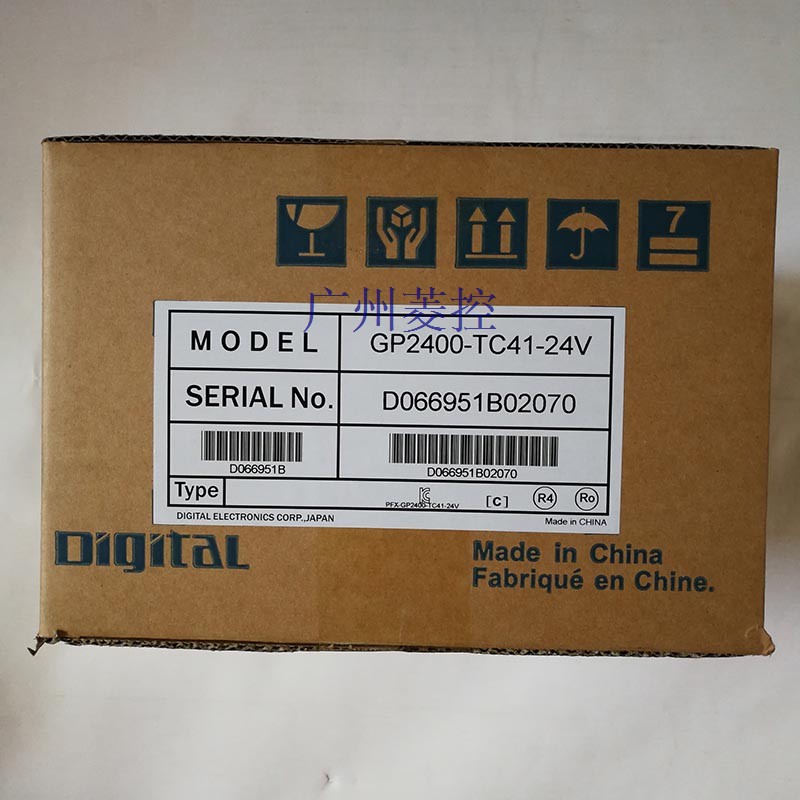 7
广州菱控
MODEL GP2400-TC41-24V
SERIAL No. D066951B02070
D066951B D066951B02070
Type PFX-GP2400-TC41-24V [C] R4 Ro
DIGITAL ELECTRONICS CORP.,JAPAN Made in CHINA
Digital
Made in China
Fabriqué en Chine.